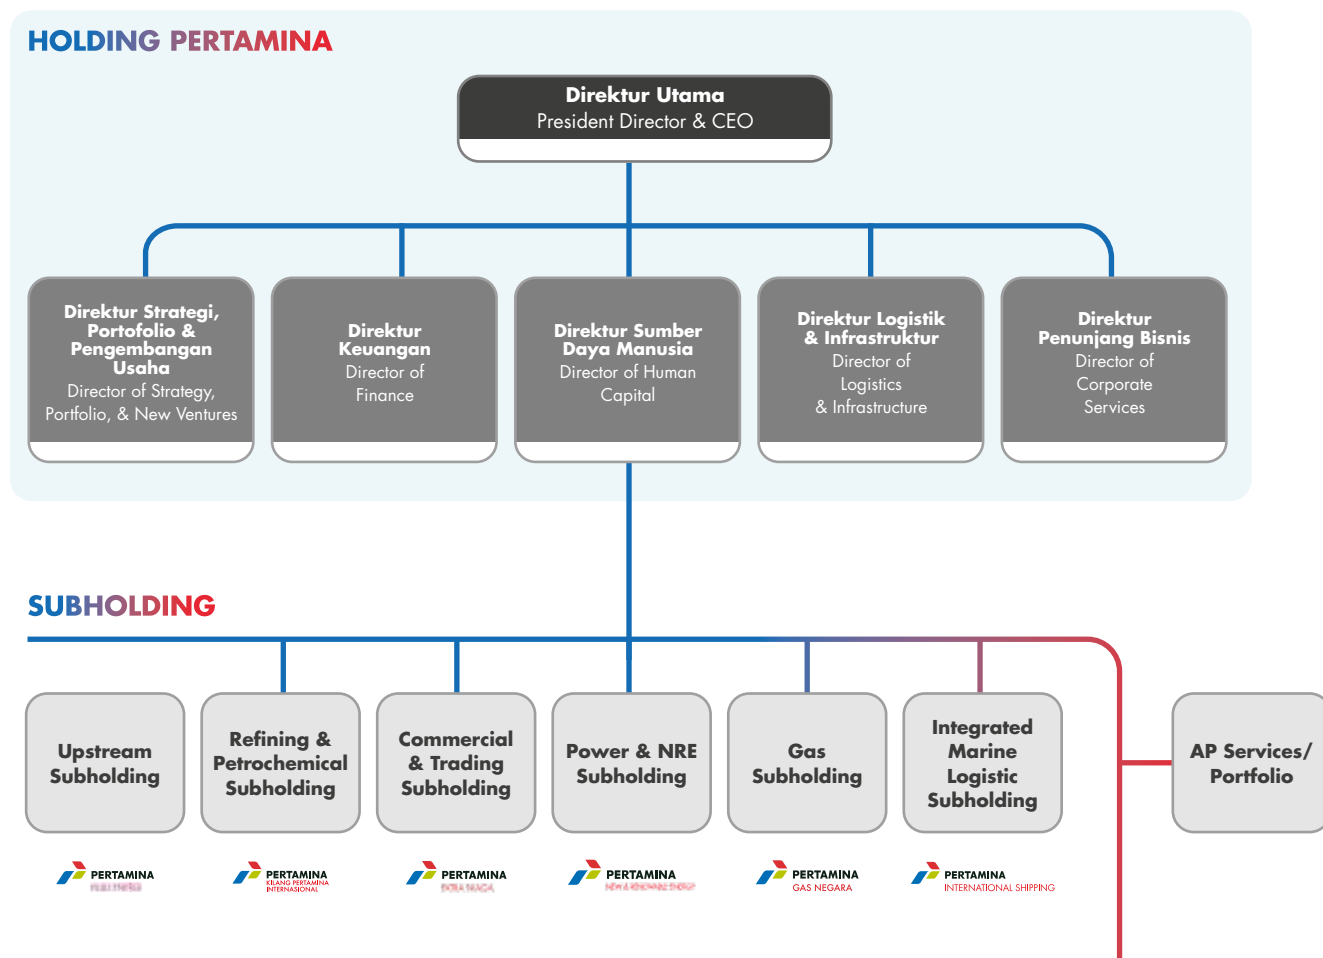 HOLDING PERTAMINA
Direktur Utama
President Director & CEO
Direktur Strategi,
Portofolio &
Pengembangan
Usaha
Director of Strategy,
Portfolio, & New Ventures
Direktur
Keuangan
Director of
Finance
Direktur Sumber
Daya Manusia
Director of Human
Capital
Direktur Logistik
& Infrastruktur
Director of
Logistics
& Infrastructure
Direktur
Penunjang Bisnis
Director of
Corporate
Services
SUBHOLDING
Upstream
Subholding
Refining &
Petrochemical
Subholding
Commercial
& Trading
Subholding
Power & NRE
Subholding
Gas
Subholding
Integrated
Marine
Logistic
Subholding
AP Services/
Portfolio
PERTAMINA
PERTAMINA
KILANG PERTAMINA
INTERNASIONAL
PERTAMINA
PERTAMINA
NEW & RENEWABLE ENERGY
PERTAMINA
GAS NEGARA
PERTAMINA
INTERNATIONAL SHIPPING